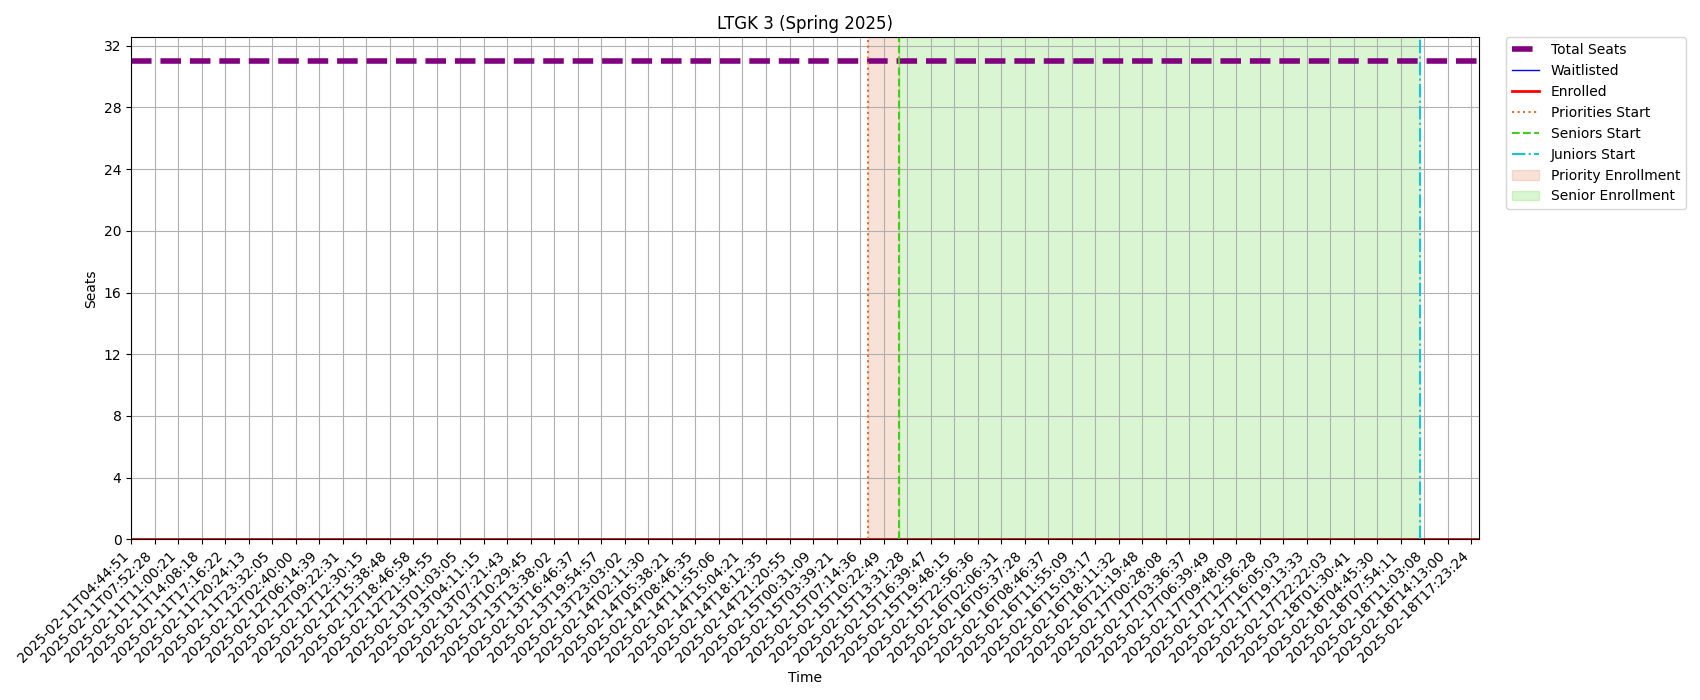 LTGK 3 (Spring 2025)
32
28
24
20
16
12
8
4
0
Seats
Total Seats
Waitlisted
Enrolled
Priorities Start
Seniors Start
Juniors Start
Priority Enrollment
Senior Enrollment
2025-02-11T04:44:51
2025-02-11T07:52:28
2025-02-11T11:00:21
2025-02-11T14:08:18
2025-02-11T17:16:22
2025-02-11T20:24:13
2025-02-11T23:32:05
2025-02-12T02:40:00
2025-02-12T06:14:39
2025-02-12T09:22:31
2025-02-12T12:30:15
2025-02-12T15:38:48
2025-02-12T18:46:58
2025-02-12T21:54:55
2025-02-13T01:03:05
2025-02-13T04:11:15
2025-02-13T07:21:43
2025-02-13T10:29:45
2025-02-13T13:38:02
2025-02-13T16:46:37
2025-02-13T19:54:57
2025-02-13T23:03:02
2025-02-14T02:11:30
2025-02-14T05:38:21
2025-02-14T08:46:35
2025-02-14T11:55:06
2025-02-14T15:04:21
2025-02-14T18:12:35
2025-02-14T21:20:55
2025-02-15T00:31:09
2025-02-15T03:39:21
2025-02-15T07:14:36
2025-02-15T10:22:49
2025-02-15T13:31:28
2025-02-15T16:39:47
2025-02-15T19:48:15
2025-02-15T22:56:36
2025-02-16T02:06:31
2025-02-16T05:37:28
2025-02-16T08:46:37
2025-02-16T11:55:09
2025-02-16T15:03:17
2025-02-16T18:11:32
2025-02-16T21:19:48
2025-02-17T00:28:08
2025-02-17T03:36:37
2025-02-17T06:39:49
2025-02-17T09:48:09
2025-02-17T12:56:28
2025-02-17T16:05:03
2025-02-17T19:13:33
2025-02-17T22:22:03
2025-02-18T01:30:41
2025-02-18T04:45:30
2025-02-18T07:54:11
2025-02-18T11:03:08
2025-02-18T14:13:00
2025-02-18T17:23:24
Time